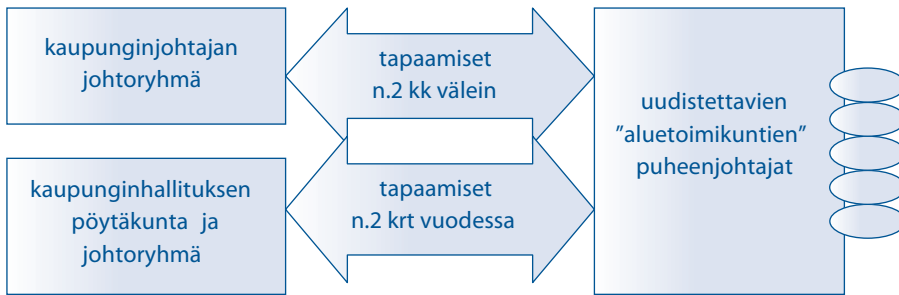 kaupunginjohtajan
johtoryhmä
tapaamiset
n.2 kk välein
uudistettavien
"aluetoimikuntien"
puheenjohtajat
kaupunginhallituksen
pöytäkunta ja
johtoryhmä
tapaamiset
n.2 krt vuodessa